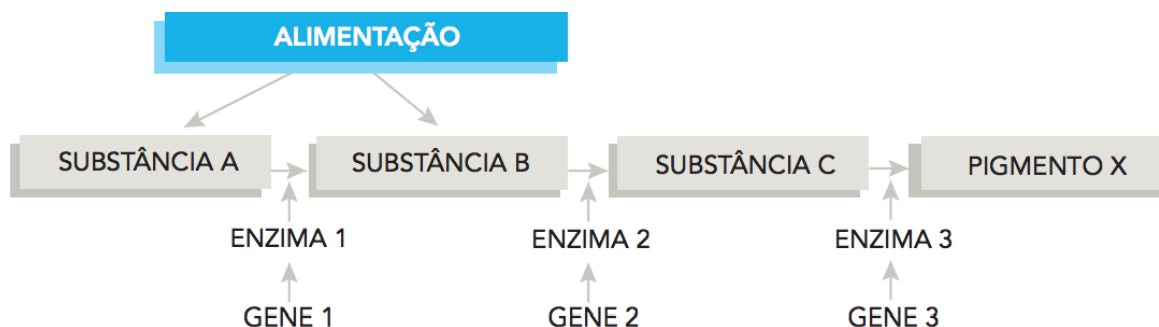 ALIMENTAÇÃO
SUBSTÂNCIA A
SUBSTÂNCIA B
SUBSTÂNCIA C
PIGMENTO X
ENZIMA 1
ENZIMA 2
ENZIMA 3
GENE 1
GENE 2
GENE 3